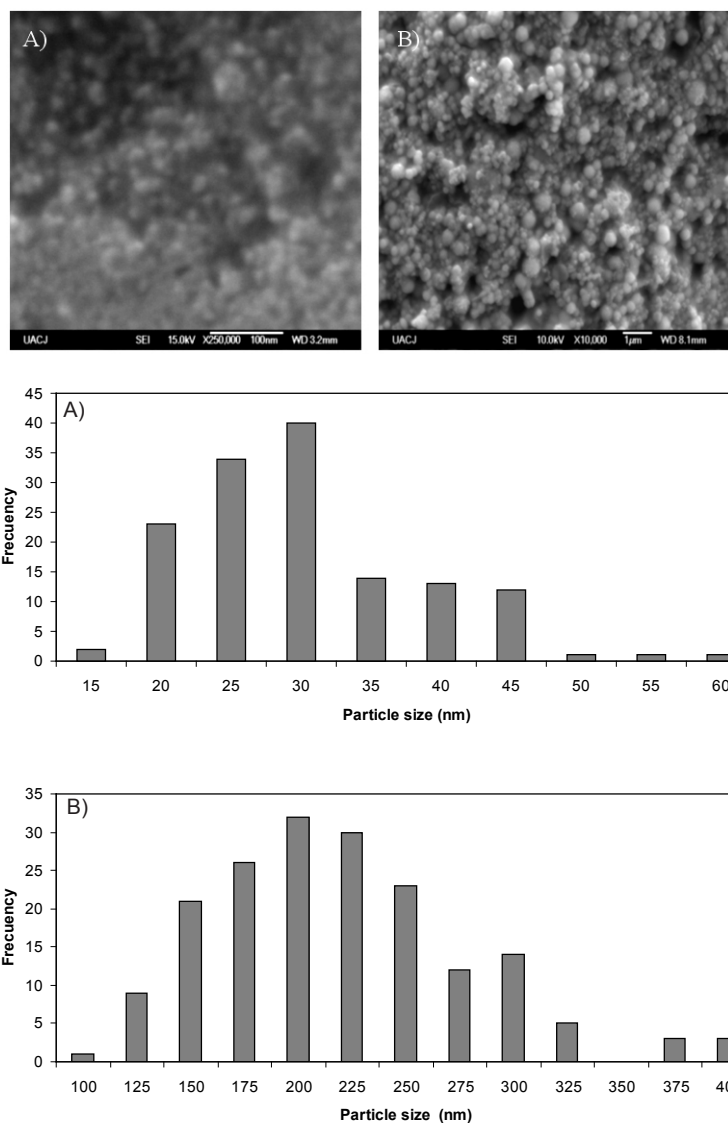 A)
B)
UACJ SEI 15.0kV X250,000 100nm WD 3.2mm
UACJ SEI 10.0kV X10,000 1µm WD 8.1mm
A)
45
40
35
30
25
20
15
10
5
0
Frecuency
15 20 25 30 35 40 45 50 55 60
Particle size (nm)
B)
35
30
25
20
15
10
5
0
Frecuency
100 125 150 175 200 225 250 275 300 325 350 375 40
Particle size (nm)